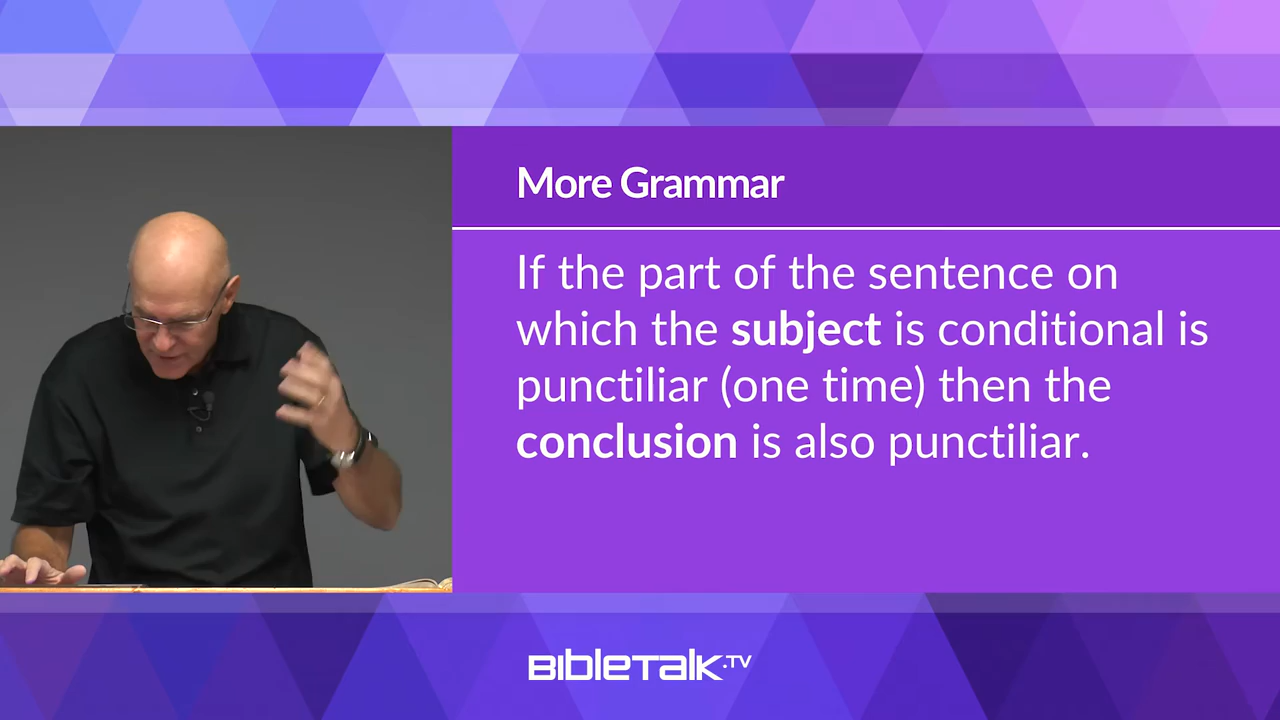 More Grammar
If the part of the sentence on
which the subject is conditional is
punctiliar (one time) then the
conclusion is also punctiliar.
BIBLETALK.TV